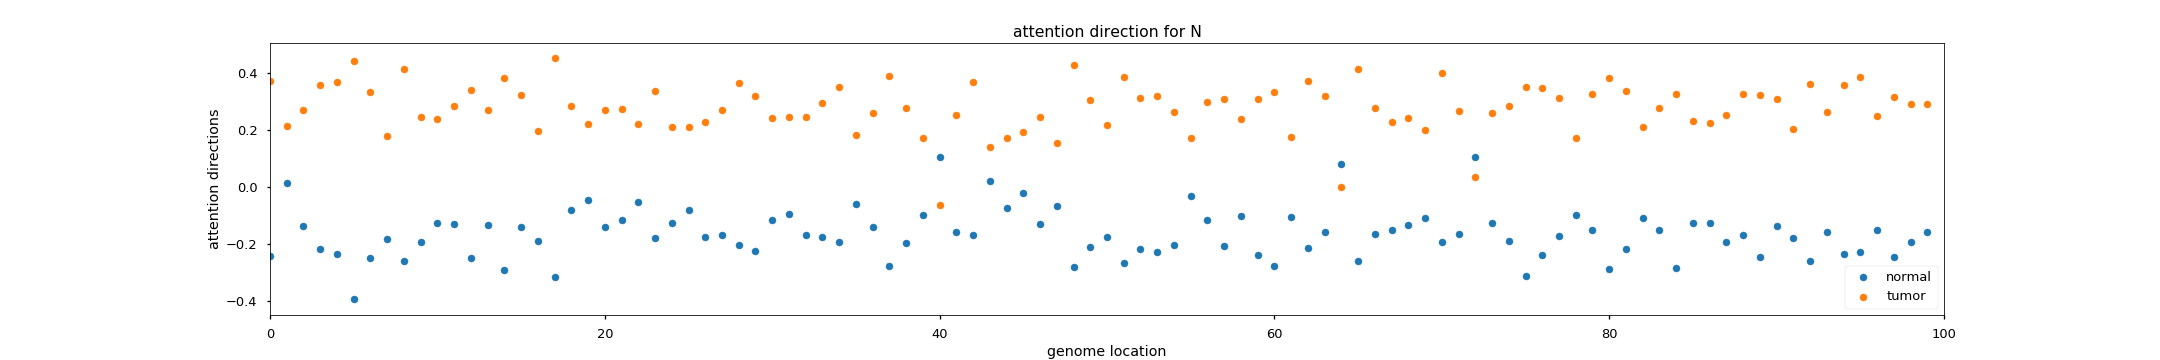 attention direction for N
attention directions
0.4
0.2
0.0
−0.2
−0.4
normal
tumor
0
20
40
60
80
100
genome location